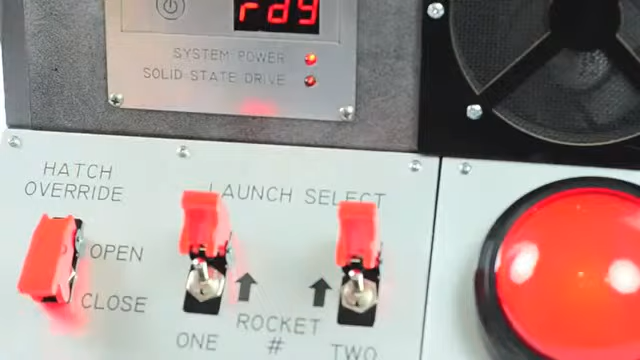 rdy
SYSTEM POWER
SOLID STATE DRIVE
HATCH
OVERRIDE
LAUNCH SELECT
OPEN
CLOSE
ROCKET
#
ONE
TWO